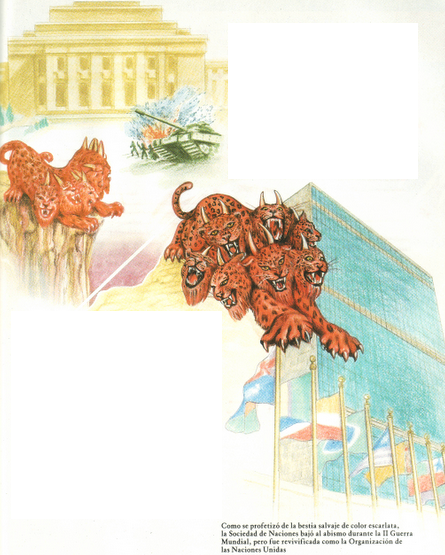 Como se profetizó de la bestia salvaje de color escarlata,
la Sociedad de Naciones bajó al abismo durante la II Guerra
Mundial, pero fue revivificada como la Organización de
las Naciones Unidas